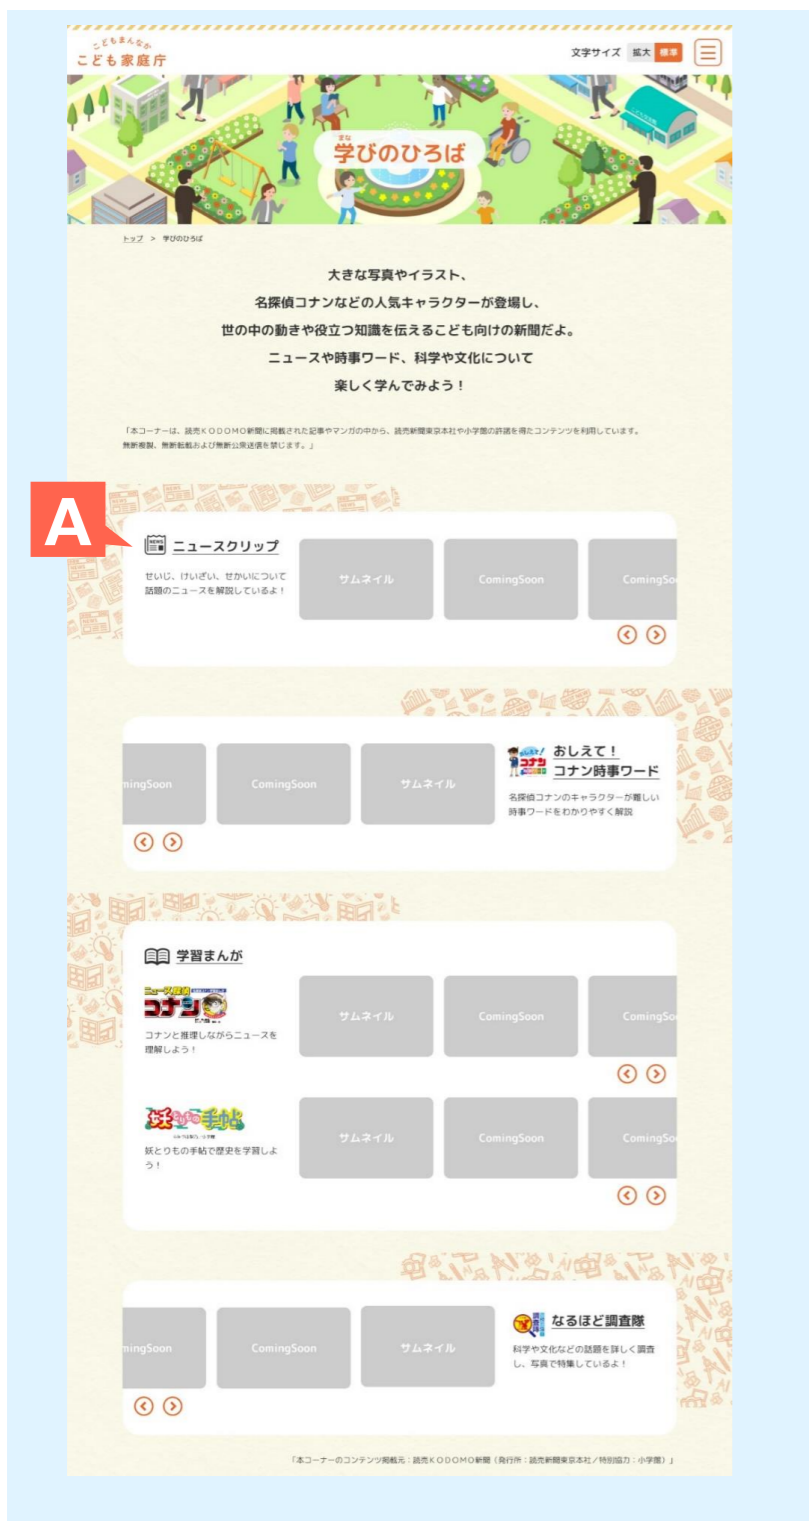 こどもまんなか
こども家庭庁
文字サイズ 拡大 標準
まな
学びのひろば
トップ > 学びのひろば
大きな写真やイラスト、
名探偵コナンなどの人気キャラクターが登場し、
世の中の動きや役立つ知識を伝えるこども向けの新聞だよ。
ニュースや時事ワード、科学や文化について
楽しく学んでみよう！
「本コーナーは、読売KODOMO新聞に掲載された記事やマンガの中から、読売新聞東京本社や小学館の許諾を得たコンテンツを利用しています。
無断複製、無断転載および無断公衆送信を禁じます。」
A
NEWS
ニュースクリップ
せいじ、けいざい、せかいについて
話題のニュースを解説しているよ！
サムネイル
ComingSoon
ComingSo
おしえて！
コナン時事ワード
名探偵コナンのキャラクターが難しい
時事ワードをわかりやすく解説
mingSoon
ComingSoon
サムネイル
学習まんが
ニュース探偵
コナン
コナンと推理しながらニュースを
理解しよう！
サムネイル
ComingSoon
ComingSo
妖とりもの手帖
妖とりもの手帖で歴史を学習しよ
う！
サムネイル
ComingSoon
ComingSo
なるほど調査隊
科学や文化などの話題を詳しく調査
し、写真で特集しているよ！
mingSoon
ComingSoon
サムネイル
「本コーナーのコンテンツ掲載元：読売KODOMO新聞（発行所：読売新聞東京本社／特別協力：小学館）」